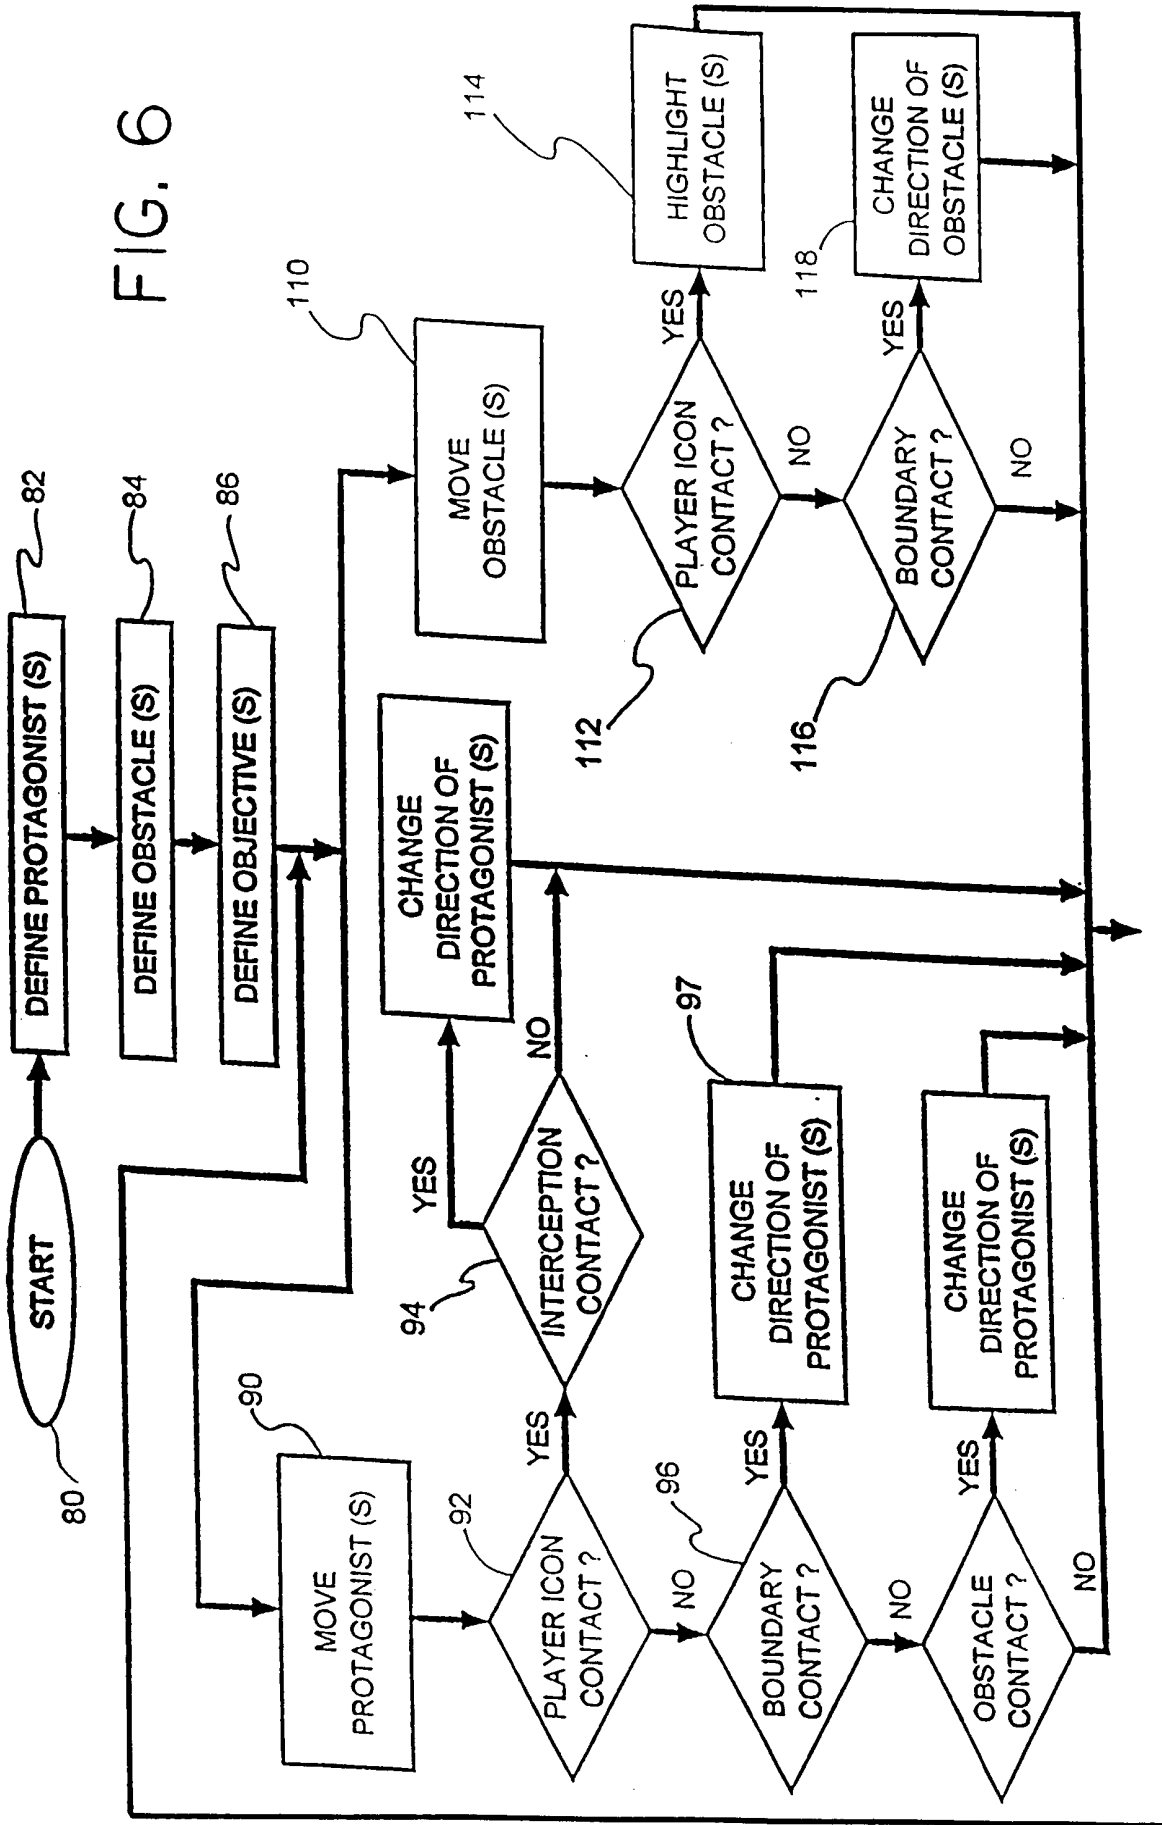 FIG. 6
START
80
DEFINE PROTAGONIST (S)
82
DEFINE OBSTACLE (S)
84
DEFINE OBJECTIVE (S)
86
MOVE
PROTAGONIST (S)
90
PLAYER ICON
CONTACT ?
92
YES
NO
INTERCEPTION
CONTACT ?
94
YES
NO
CHANGE
DIRECTION OF
PROTAGONIST (S)
BOUNDARY
CONTACT ?
96
YES
NO
CHANGE
DIRECTION OF
PROTAGONIST (S)
97
OBSTACLE
CONTACT ?
YES
NO
CHANGE
DIRECTION OF
PROTAGONIST (S)
MOVE
OBSTACLE (S)
110
PLAYER ICON
CONTACT ?
112
YES
NO
HIGHLIGHT
OBSTACLE (S)
114
BOUNDARY
CONTACT ?
116
YES
NO
CHANGE
DIRECTION OF
OBSTACLE (S)
118